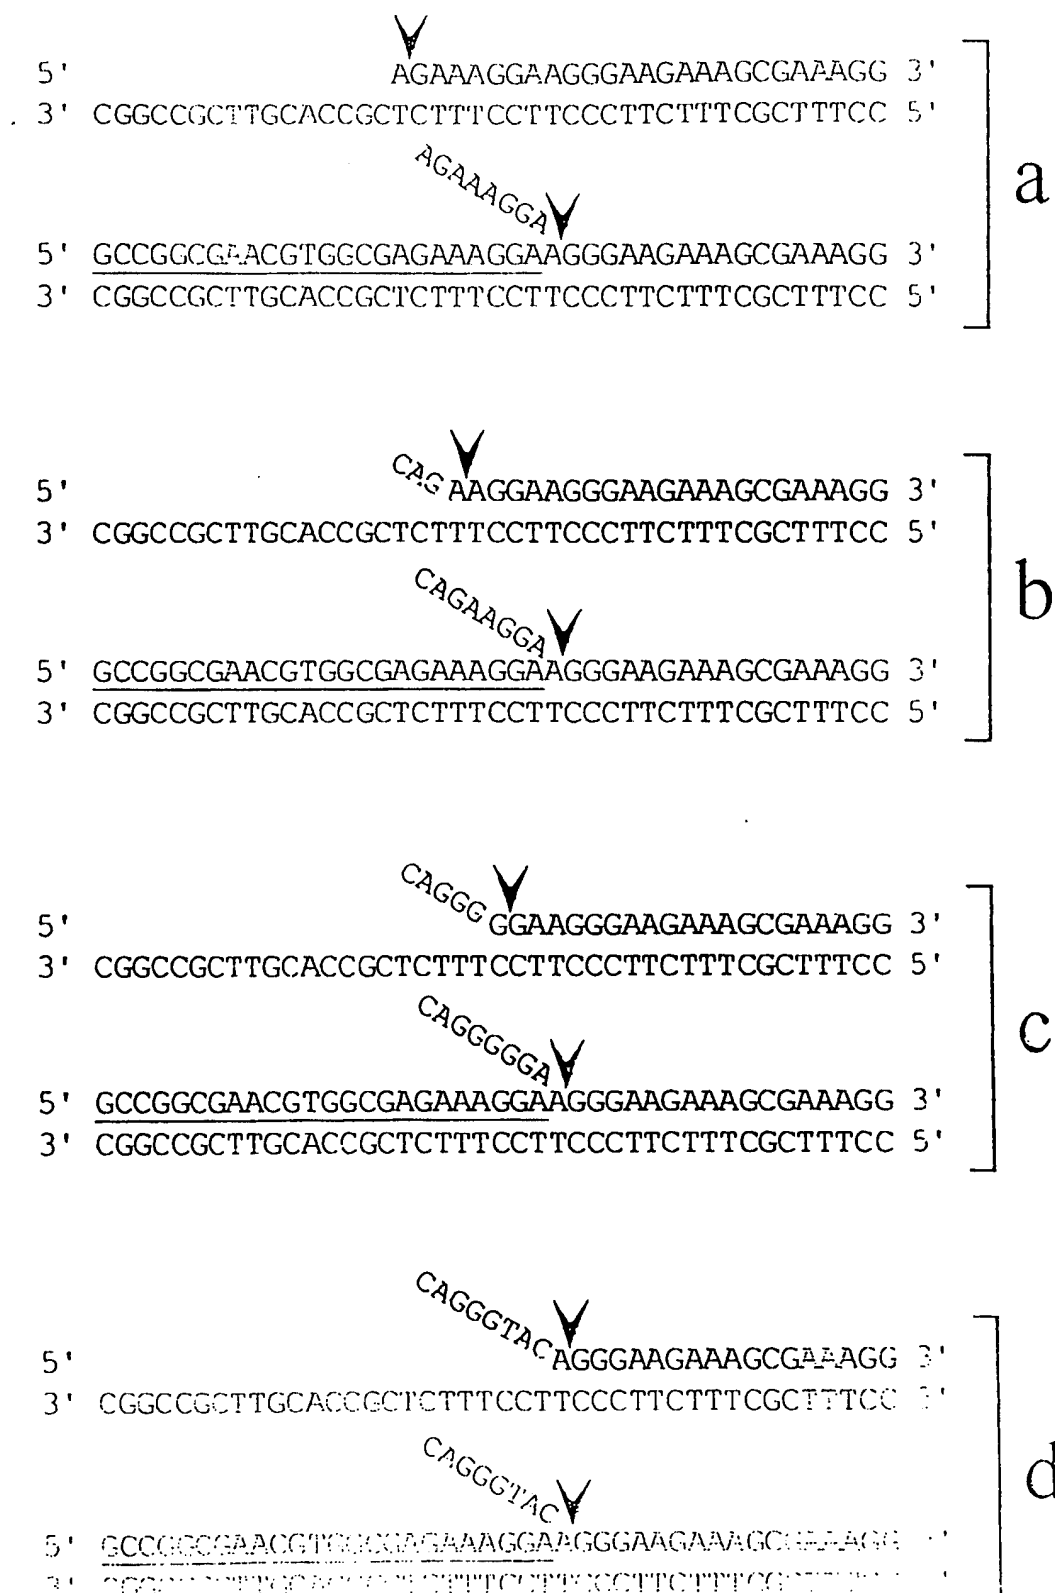 5' AGAAAGGAAGGGAAGAAAGCGAAAGG 3'
3' CGGCCGCTTGCACCGCTCTTTCCTTCCCTTCTTTCGCTTTCC 5'
a
AGAAAGGA
5' GCCGGCGAACGTGGCGAGAAAGGAAGGGAAGAAAGCGAAAGG 3'
3' CGGCCGCTTGCACCGCTCTTTCCTTCCCTTCTTTCGCTTTCC 5'
CAG
5' AAGGAAGGGAAGAAAGCGAAAGG 3'
3' CGGCCGCTTGCACCGCTCTTTCCTTCCCTTCTTTCGCTTTCC 5'
b
CAGAAGGA
5' GCCGGCGAACGTGGCGAGAAAGGAAGGGAAGAAAGCGAAAGG 3'
3' CGGCCGCTTGCACCGCTCTTTCCTTCCCTTCTTTCGCTTTCC 5'
CAGGG
5' GGAAGGGAAGAAAGCGAAAGG 3'
3' CGGCCGCTTGCACCGCTCTTTCCTTCCCTTCTTTCGCTTTCC 5'
c
CAGGGGGA
5' GCCGGCGAACGTGGCGAGAAAGGAAGGGAAGAAAGCGAAAGG 3'
3' CGGCCGCTTGCACCGCTCTTTCCTTCCCTTCTTTCGCTTTCC 5'
CAGGGTAC
5' AGGGAAGAAAGCGAAAGG 3'
3' CGGCCGCTTGCACCGCTCTTTCCTTCCCTTCTTTCGCTTTCC
d
CAGGGTAC
5' GCCGGCGAACGTGGCGAGAAAGGAAGGGAAGAAAGCGAAAGG